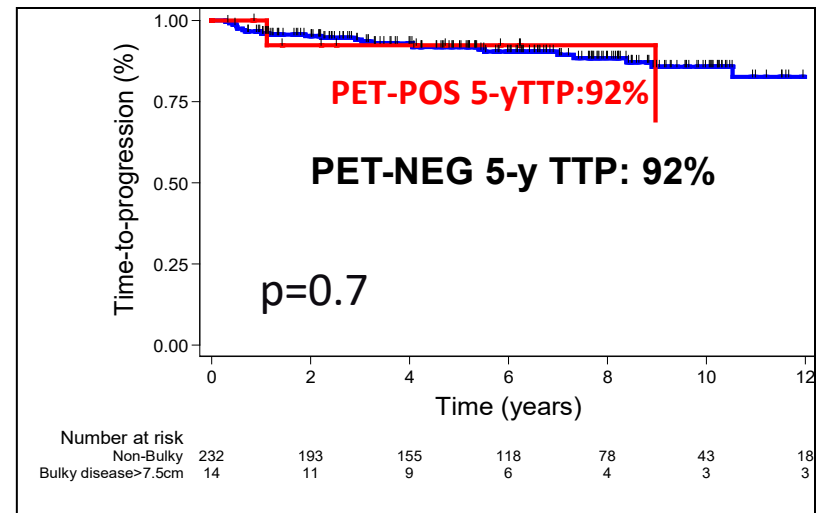 Time-to-progression (%)
1.00
0.75
0.50
0.25
0.00
PET-POS 5-yTTP:92%
PET-NEG 5-y TTP: 92%
p=0.7
0 2 4 6 8 10 12
Time (years)
Number at risk
Non-Bulky 232 193 155 118 78 43 18
Bulky disease>7.5cm 14 11 9 6 4 3 3